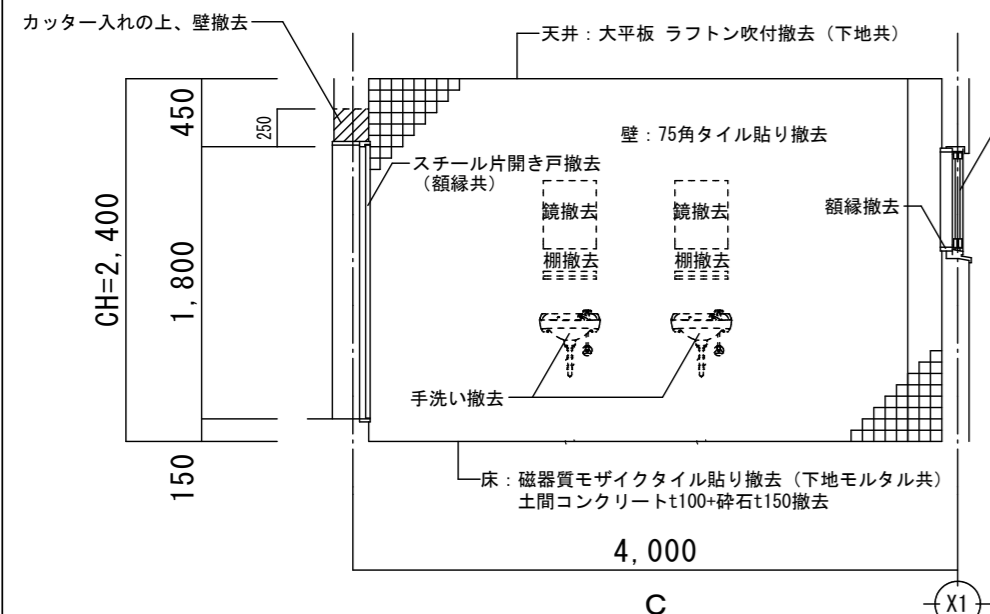 カッター入れの上、壁撤去
天井：大平板 ラフトン吹付撤去（下地共）
450
250
壁：75角タイル貼り撤去
スチール片開き戸撤去
（額縁共）
鏡撤去
鏡撤去
額縁撤去
CH=2,400
1,800
棚撤去
棚撤去
手洗い撤去
150
床：磁器質モザイクタイル貼り撤去（下地モルタル共）
土間コンクリートt100+砕石t150撤去
4,000
C
X1